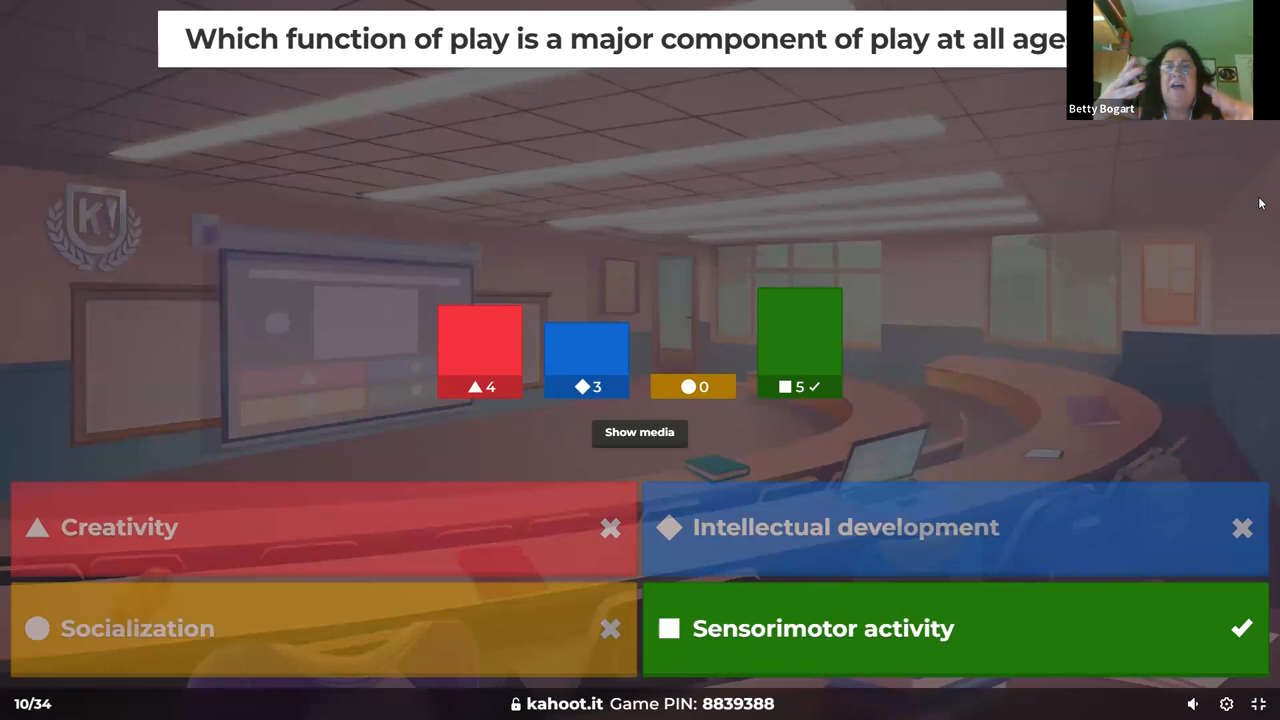 Which function of play is a major component of play at all age
Betty Bogart
K!
4
3
0
5
Show media
Creativity
Intellectual development
Socialization
Sensorimotor activity
10/34
kahoot.it Game PIN: 8839388